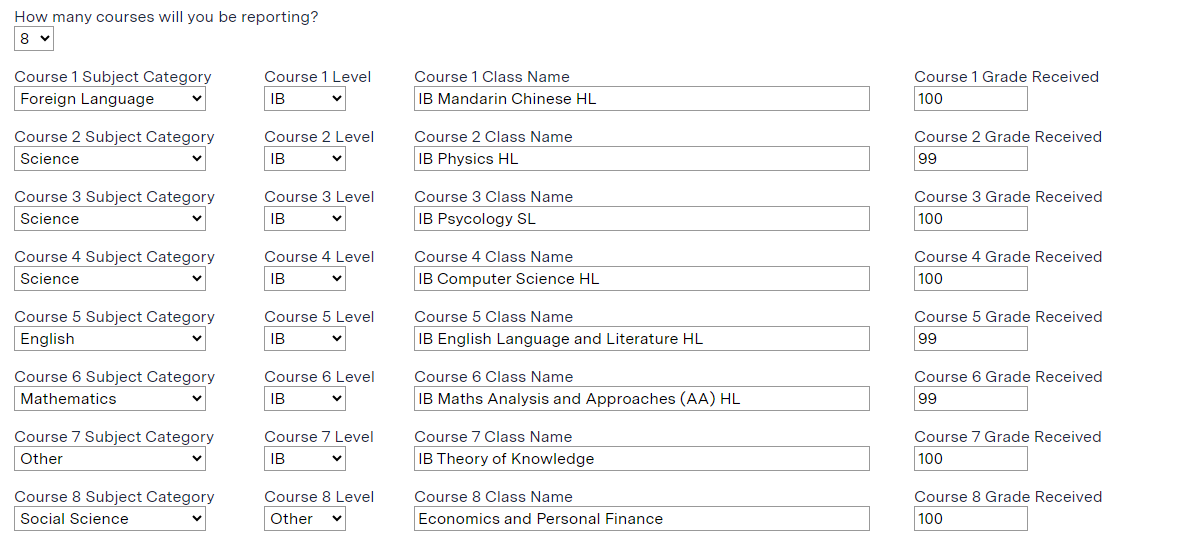 How many courses will you be reporting?
8
Course 1 Subject Category Course 1 Level Course 1 Class Name Course 1 Grade Received
Foreign Language IB IB Mandarin Chinese HL 100
Course 2 Subject Category Course 2 Level Course 2 Class Name Course 2 Grade Received
Science IB IB Physics HL 99
Course 3 Subject Category Course 3 Level Course 3 Class Name Course 3 Grade Received
Science IB IB Psycology SL 100
Course 4 Subject Category Course 4 Level Course 4 Class Name Course 4 Grade Received
Science IB IB Computer Science HL 100
Course 5 Subject Category Course 5 Level Course 5 Class Name Course 5 Grade Received
English IB IB English Language and Literature HL 99
Course 6 Subject Category Course 6 Level Course 6 Class Name Course 6 Grade Received
Mathematics IB IB Maths Analysis and Approaches (AA) HL 99
Course 7 Subject Category Course 7 Level Course 7 Class Name Course 7 Grade Received
Other IB IB Theory of Knowledge 100
Course 8 Subject Category Course 8 Level Course 8 Class Name Course 8 Grade Received
Social Science Other Economics and Personal Finance 100